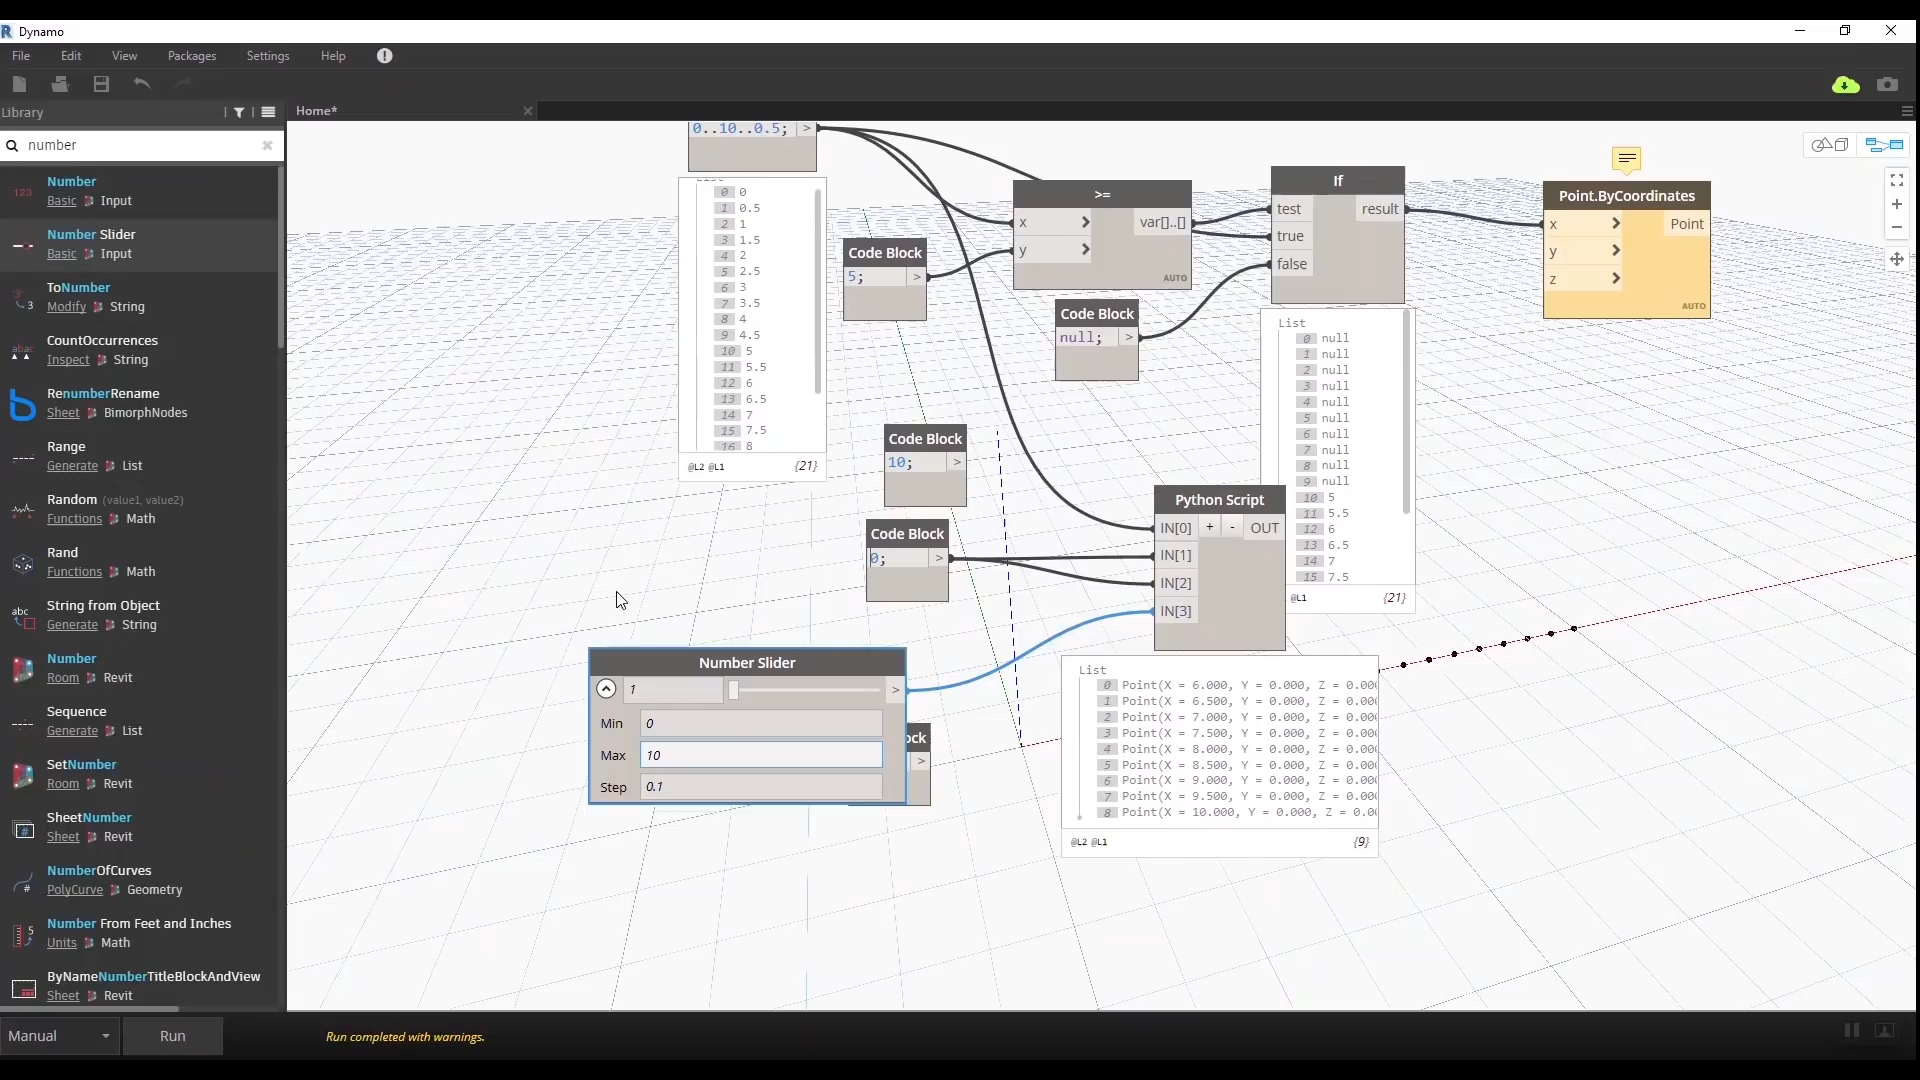 Dynamo
File Edit View Packages Settings Help
Library
Home*
number
Number
Basic Input
Number Slider
Basic Input
ToNumber
Modify String
CountOccurrences
Inspect String
RenumberRename
Sheet BimorphNodes
Range
Generate List
Random (value1, value2)
Functions Math
Rand
Functions Math
String from Object
Generate String
Number
Room Revit
Sequence
Generate List
SetNumber
Room Revit
SheetNumber
Sheet Revit
NumberOfCurves
PolyCurve Geometry
Number From Feet and Inches
Units Math
ByNameNumberTitleBlockAndView
Sheet Revit
Manual
Run
Run completed with warnings.
0..10..0.5; >
List
0 0
1 0.5
2 1
3 1.5
4 2
5 2.5
6 3
7 3.5
8 4
9 4.5
10 5
11 5.5
12 6
13 6.5
14 7
15 7.5
16 8
@L2 @L1 {21}
Code Block
5; >
>=
x > var[]..[]
y >
AUTO
Code Block
null; >
If
test result
true
false
List
0 null
1 null
2 null
3 null
4 null
5 null
6 null
7 null
8 null
9 null
10 5
11 5.5
12 6
13 6.5
14 7
15 7.5
@L1 {21}
Point.ByCoordinates
x > Point
y >
z >
AUTO
Code Block
10; >
Code Block
0; >
Python Script
IN[0] + - OUT
IN[1]
IN[2]
IN[3]
Number Slider
1 >
Min 0
Max 10
Step 0.1
ock
>
List
0 Point(X = 6.000, Y = 0.000, Z = 0.000
1 Point(X = 6.500, Y = 0.000, Z = 0.000
2 Point(X = 7.000, Y = 0.000, Z = 0.000
3 Point(X = 7.500, Y = 0.000, Z = 0.000
4 Point(X = 8.000, Y = 0.000, Z = 0.000
5 Point(X = 8.500, Y = 0.000, Z = 0.000
6 Point(X = 9.000, Y = 0.000, Z = 0.000
7 Point(X = 9.500, Y = 0.000, Z = 0.000
8 Point(X = 10.000, Y = 0.000, Z = 0.00
@L2 @L1 {9}